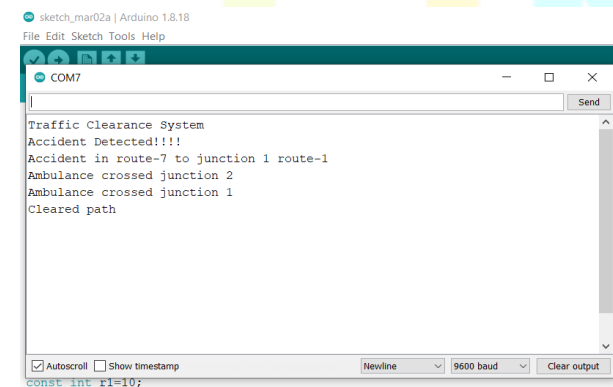 sketch_mar02a | Arduino 1.8.18
File Edit Sketch Tools Help
COM7
Send
Traffic Clearance System
Accident Detected!!!!
Accident in route-7 to junction 1 route-1
Ambulance crossed junction 2
Ambulance crossed junction 1
Cleared path
Autoscroll Show timestamp Newline 9600 baud Clear output
const int r1=10;